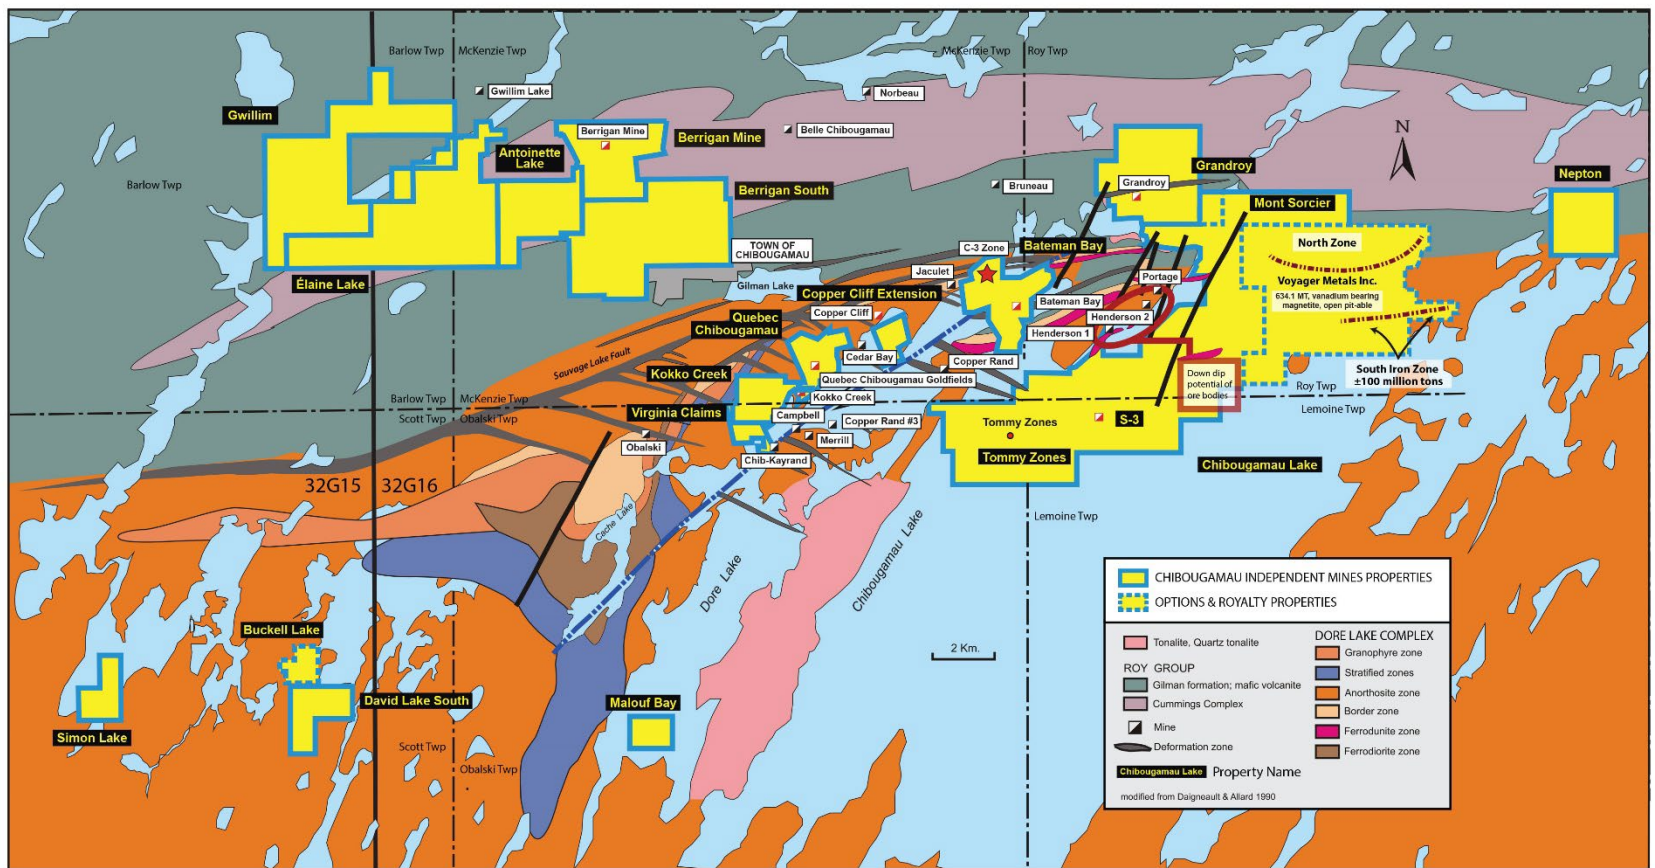 Barlow Twp
McKenzie Twp
McKenzie Twp
Roy Twp
Gwillim
Gwillim Lake
Norbeau
Berrigan Mine
Belle Chibougamau
Berrigan Mine
N
Antoinette
Lake
Grandroy
Nepton
Barlow Twp
Berrigan South
Bruneau
Grandroy
Mont Sorcier
TOWN OF
CHIBOUGAMAU
C-3 Zone
Bateman Bay
North Zone
Jaculet
Portage
Élaine Lake
Gilman Lake
Copper Cliff Extension
Voyager Metals Inc.
634.1 MT, vanadium bearing
magnetite, open pit-able
Bateman Bay
Quebec
Chibougamau
Copper Cliff
Henderson 2
Henderson 1
Sauvage Lake Fault
Cedar Bay
Copper Rand
Kokko Creek
Quebec Chibougamau Goldfields
Down dip
potential of
ore bodies
South Iron Zone
±100 million tons
Roy Twp
Barlow Twp
McKenzie Twp
Kokko Creek
Lemoine Twp
Scott Twp
Obalski Twp
Virginia Claims
Campbell
Copper Rand #3
Tommy Zones
S-3
Obalski
Merrill
Chib-Kayrand
Tommy Zones
Chibougamau Lake
32G15
32G16
Cache Lake
Lemoine Twp
Dore Lake
Chibougamau Lake
Buckell Lake
David Lake South
Simon Lake
Malouf Bay
Scott Twp
Obalski Twp
2 Km.
CHIBOUGAMAU INDEPENDENT MINES PROPERTIES
OPTIONS & ROYALTY PROPERTIES
Tonalite, Quartz tonalite
ROY GROUP
Gilman formation; mafic volcanite
Cummings Complex
Mine
Deformation zone
Chibougamau Lake
Property Name
modified from Daigneault & Allard 1990
DORE LAKE COMPLEX
Granophyre zone
Stratified zones
Anorthosite zone
Border zone
Ferrodunite zone
Ferrodiorite zone